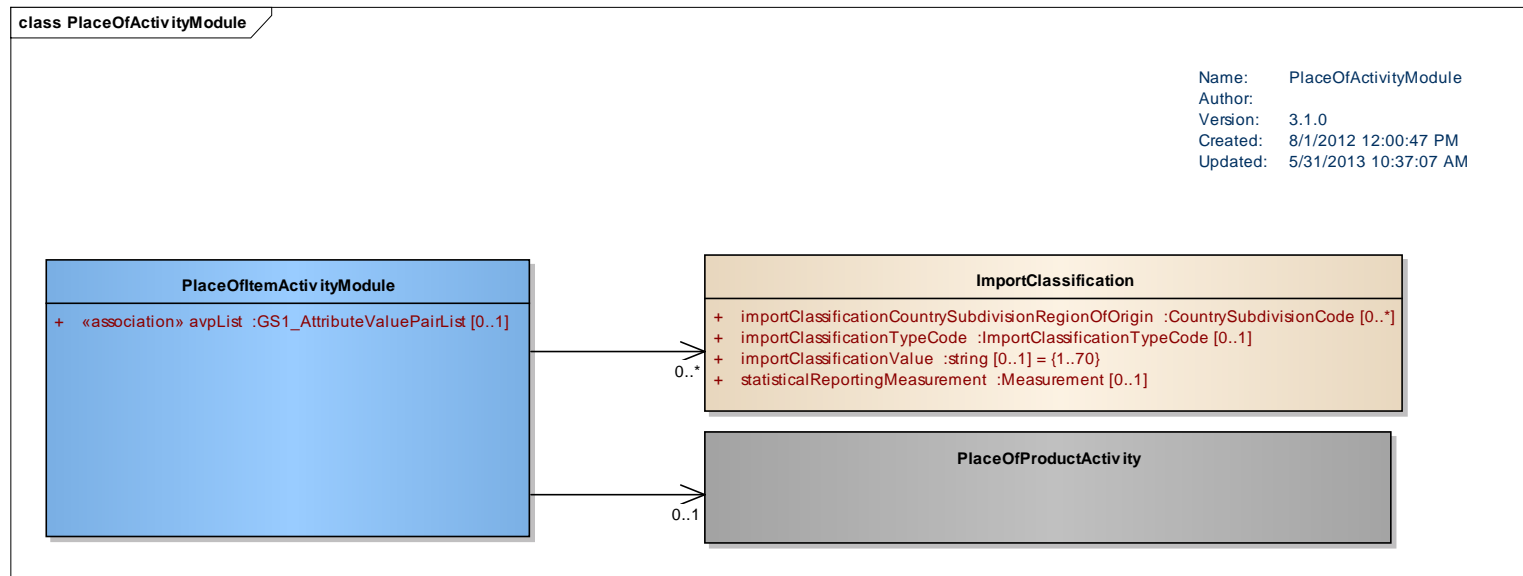 class PlaceOfActivityModule
Name: PlaceOfActivityModule
Author:
Version: 3.1.0
Created: 8/1/2012 12:00:47 PM
Updated: 5/31/2013 10:37:07 AM
PlaceOfItemActivityModule
+ «association» avpList :GS1_AttributeValuePairList [0..1]
ImportClassification
+ importClassificationCountrySubdivisionRegionOfOrigin :CountrySubdivisionCode [0..*]
+ importClassificationTypeCode :ImportClassificationTypeCode [0..1]
+ importClassificationValue :string [0..1] = {1..70}
+ statisticalReportingMeasurement :Measurement [0..1]
0..*
PlaceOfProductActivity
0..1